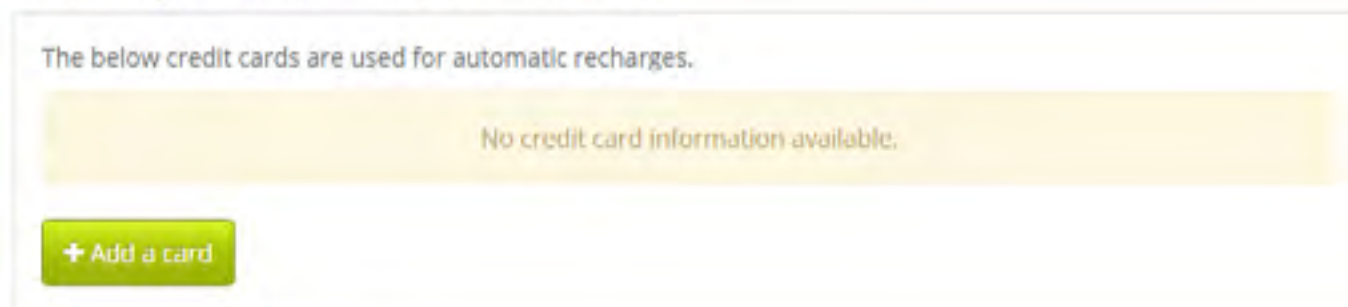 The below credit cards are used for automatic recharges.
No credit card information available.
+ Add a card